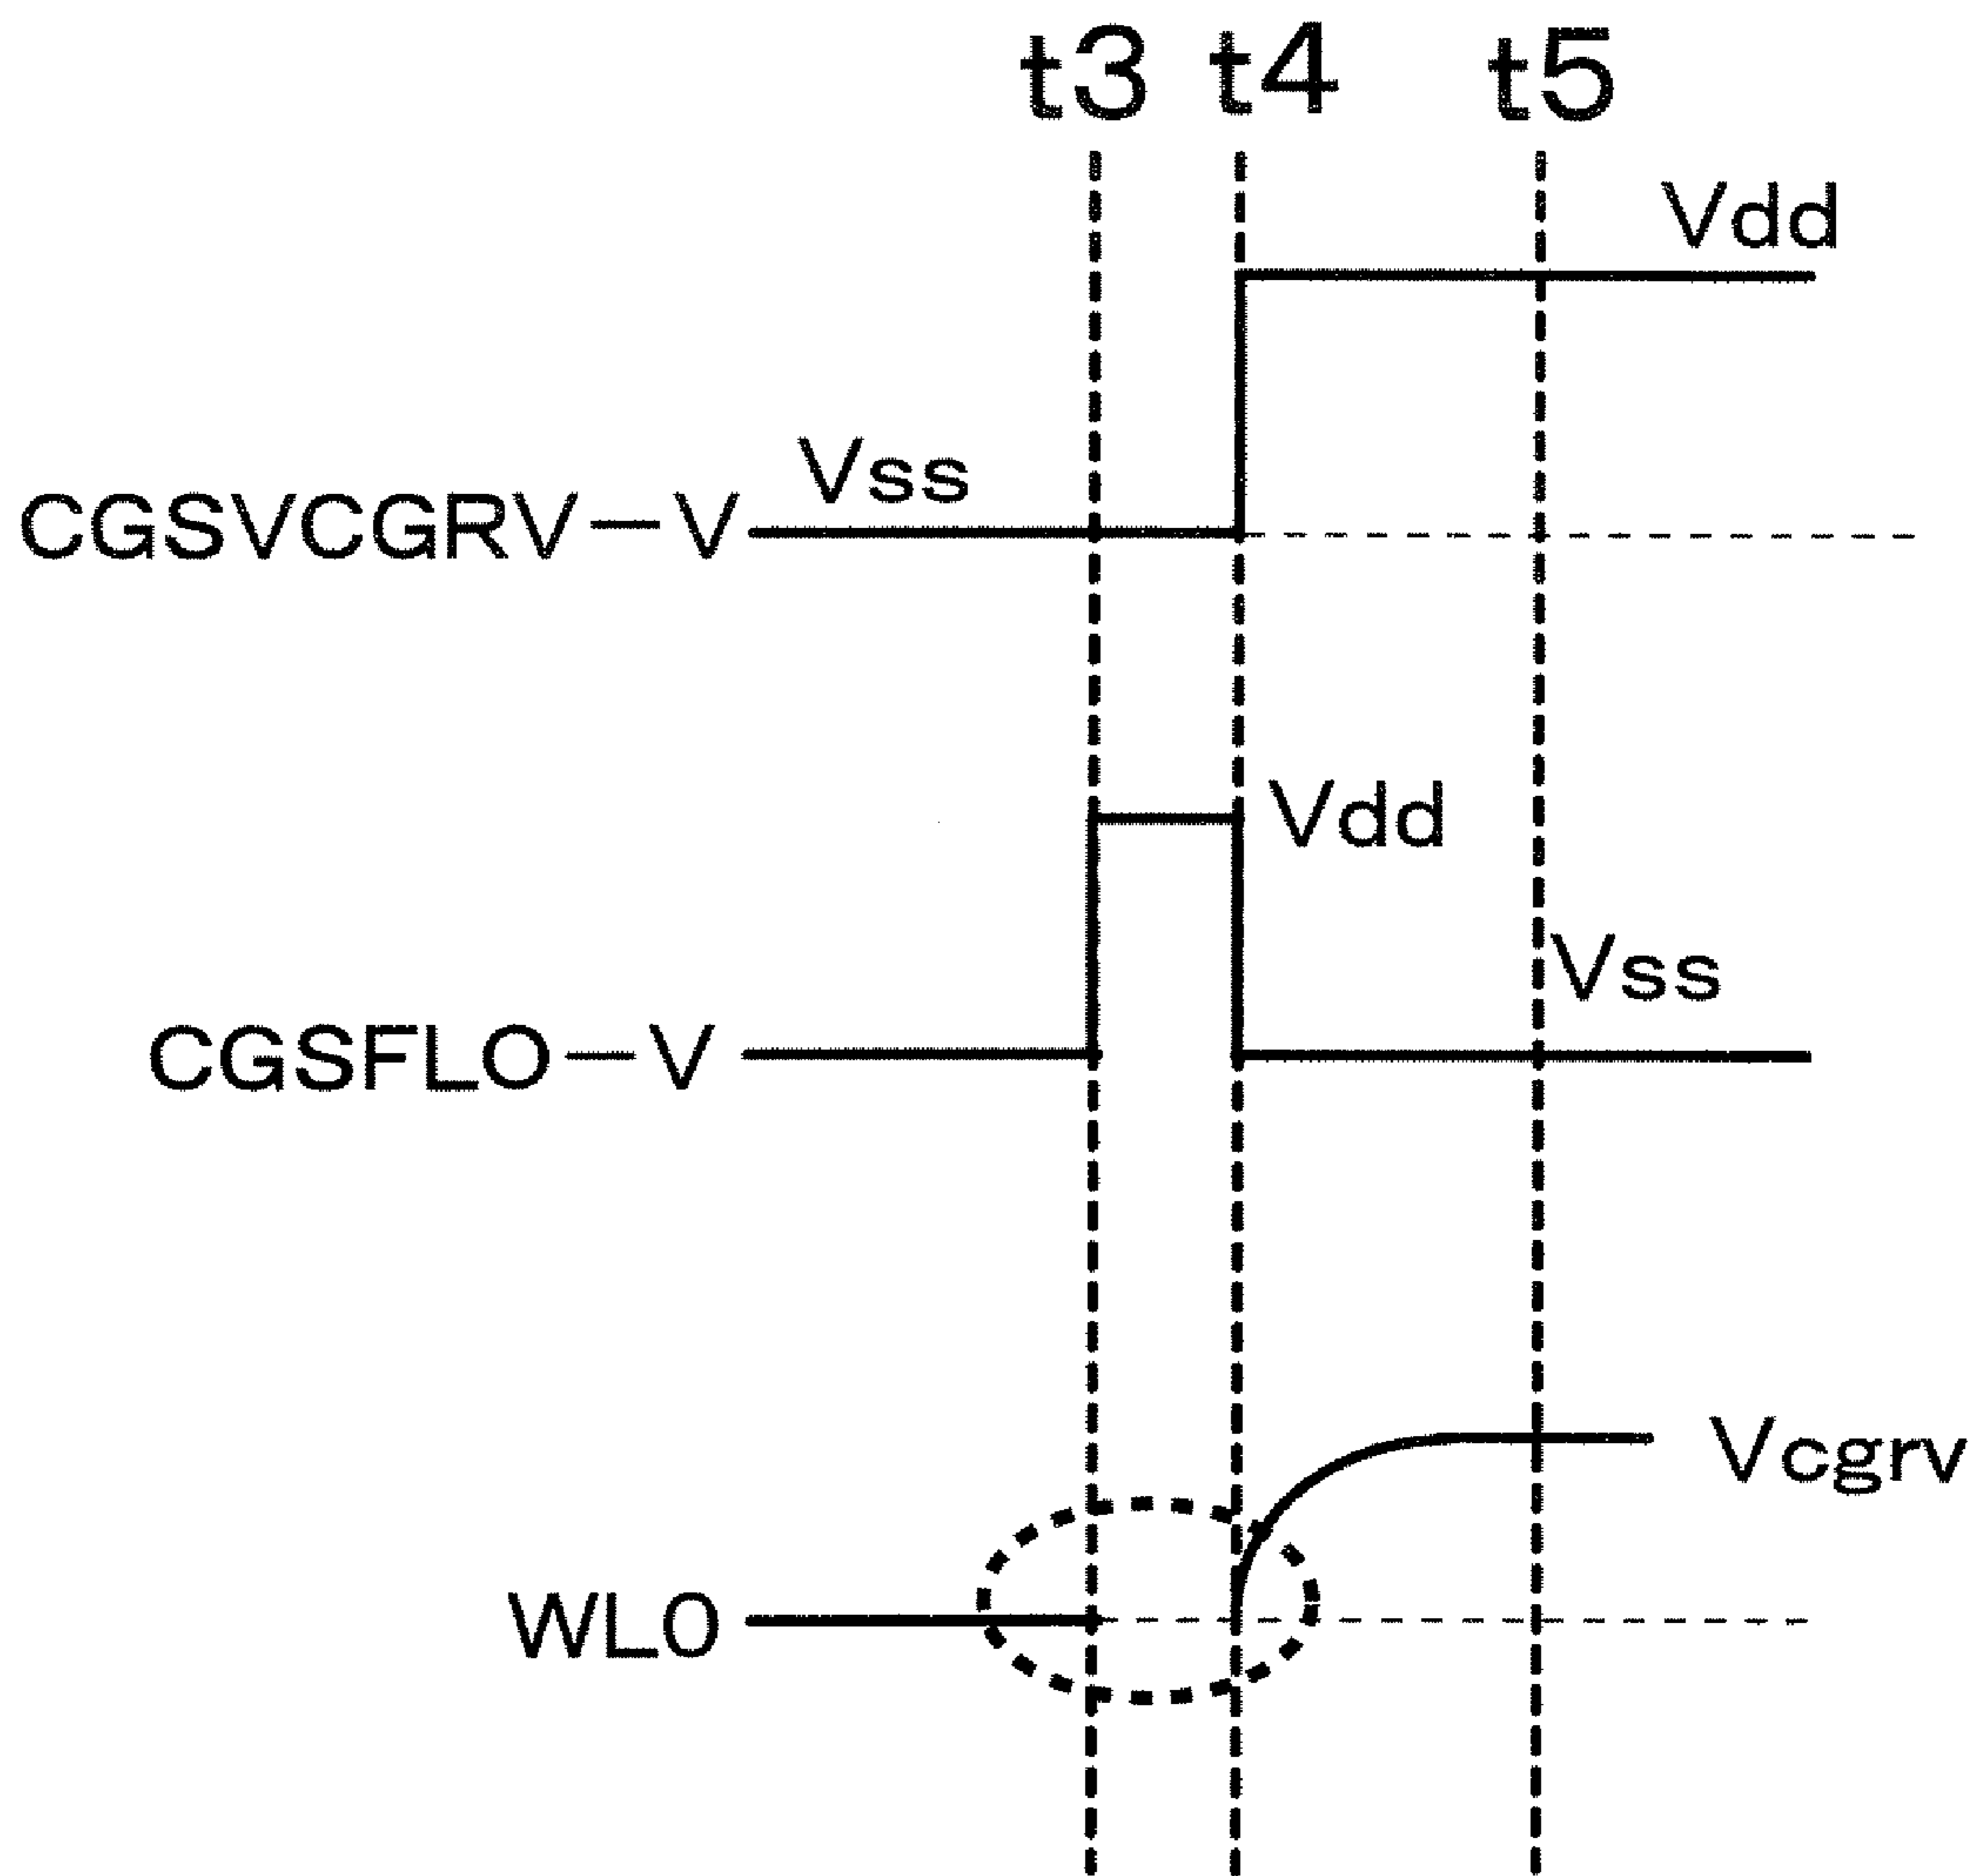 t3 t4 t5
Vdd
Vss
CGSVCGRV-V
Vdd
Vss
CGSFLO-V
Vcgrv
WL0